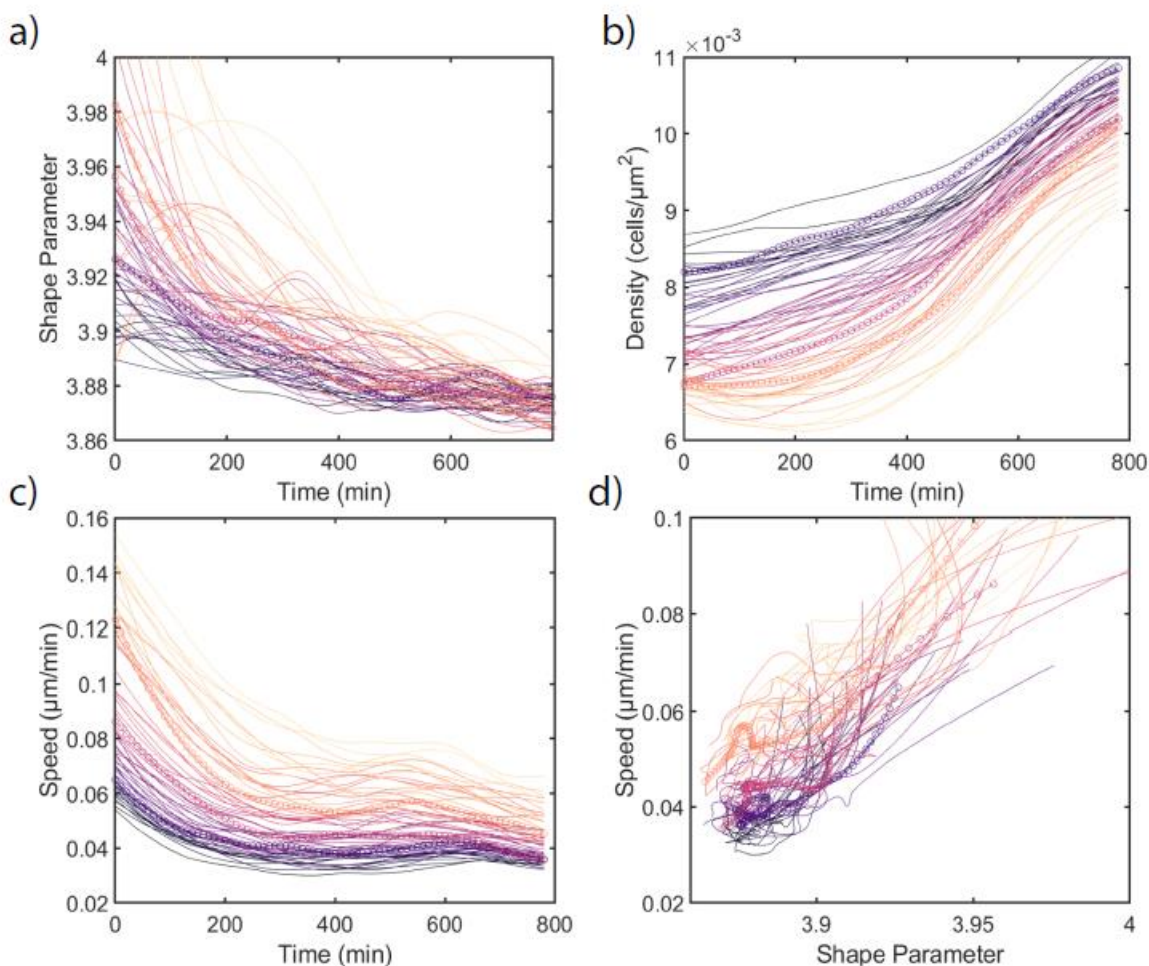 a)
4
3.98
3.96
3.94
3.92
3.9
3.88
3.86
Shape Parameter
0 200 400 600
Time (min)
b)
×10⁻³
11
10
9
8
7
6
Density (cells/µm²)
0 200 400 600 800
Time (min)
c)
0.16
0.14
0.12
0.1
0.08
0.06
0.04
0.02
Speed (µm/min)
0 200 400 600 800
Time (min)
d)
0.1
0.08
0.06
0.04
0.02
Speed (µm/min)
3.9 3.95 4
Shape Parameter